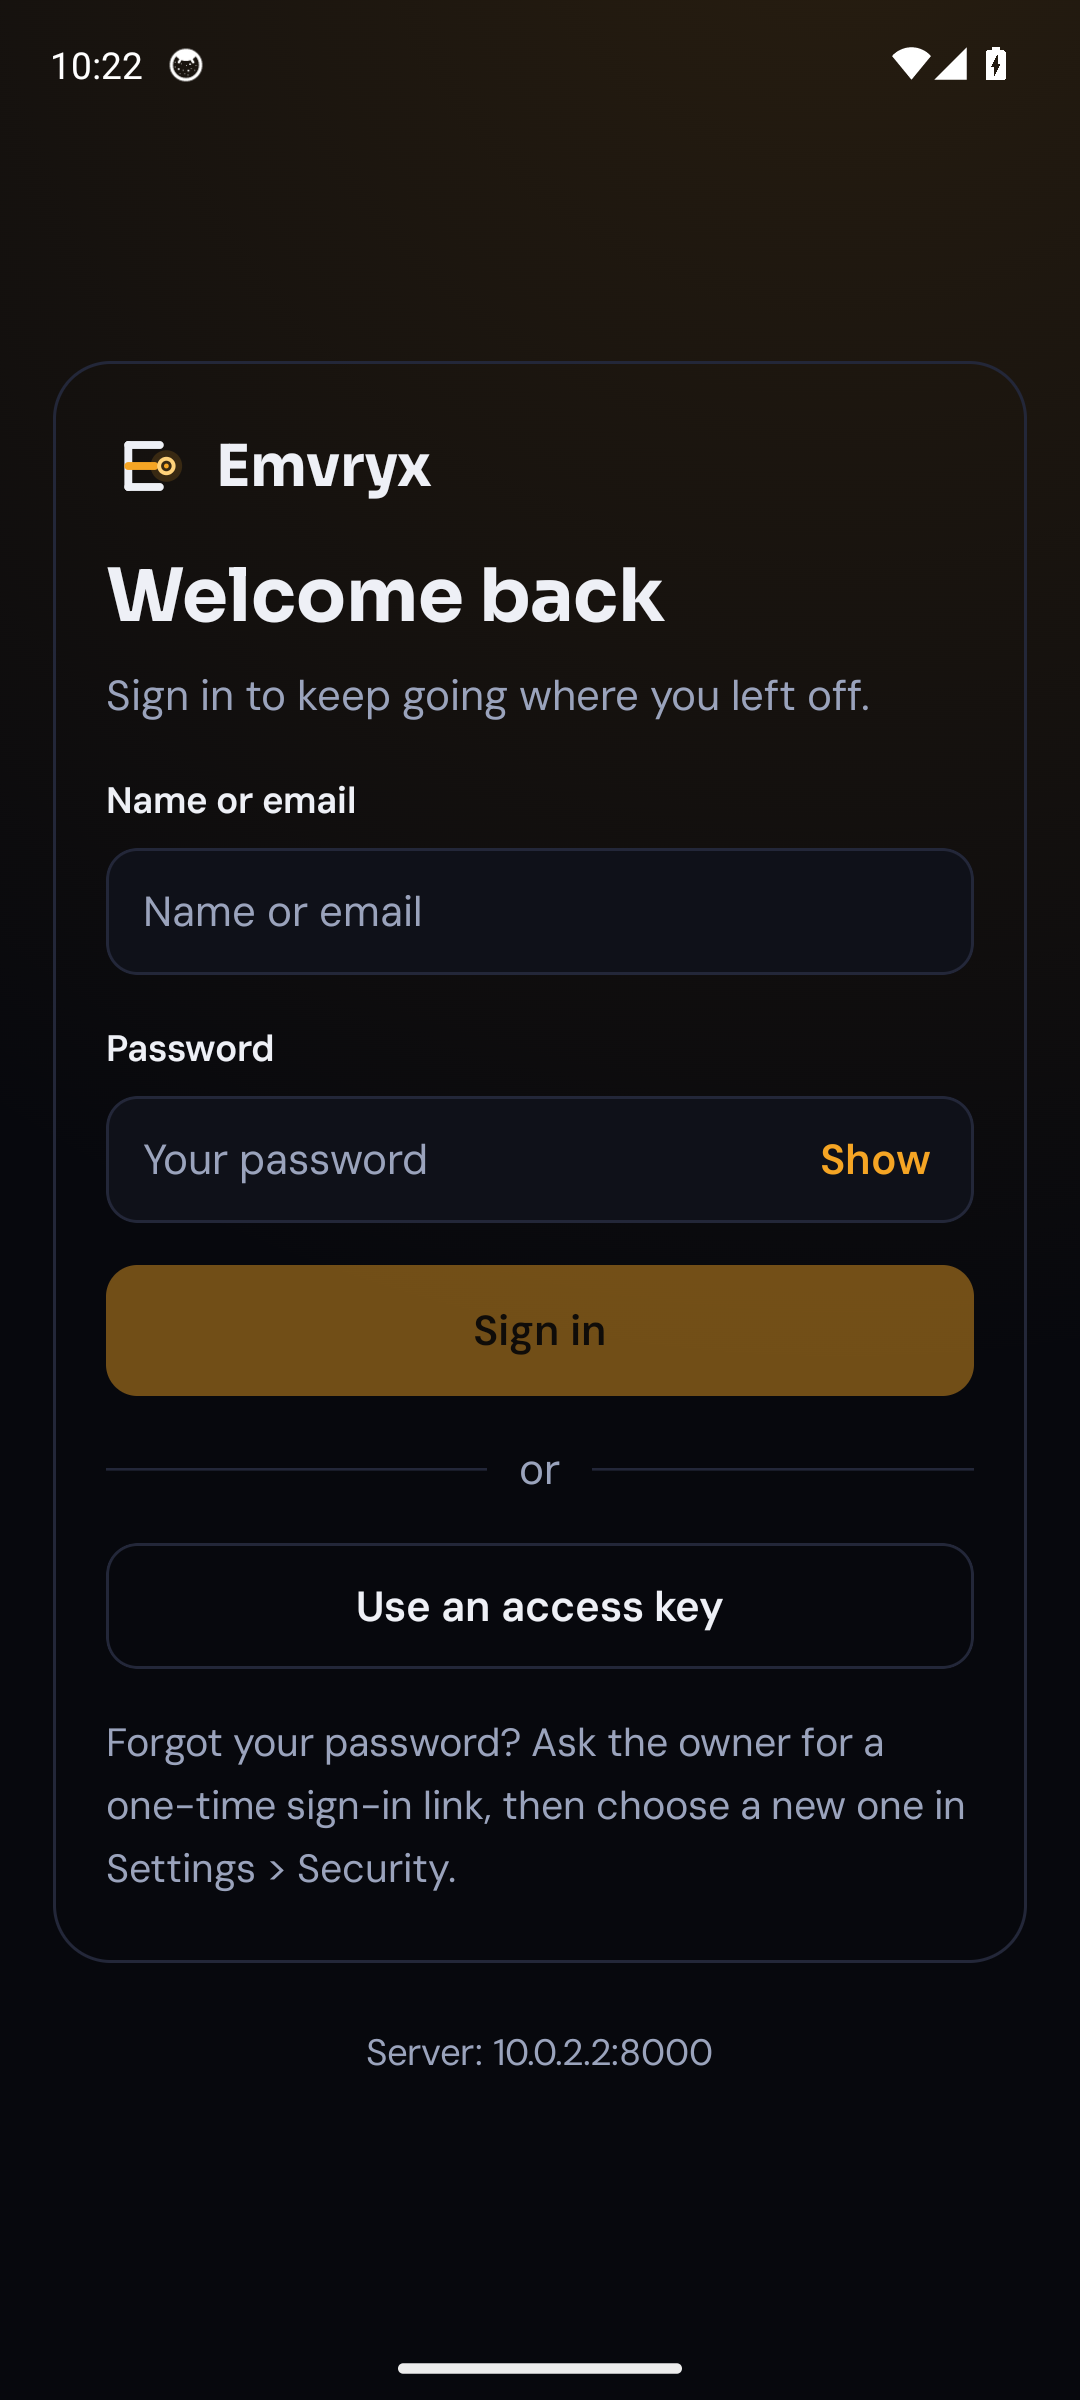 10:22
Emvryx
Welcome back
Sign in to keep going where you left off.
Name or email
Name or email
Password
Your password Show
Sign in
or
Use an access key
Forgot your password? Ask the owner for a
one-time sign-in link, then choose a new one in
Settings > Security.
Server: 10.0.2.2:8000